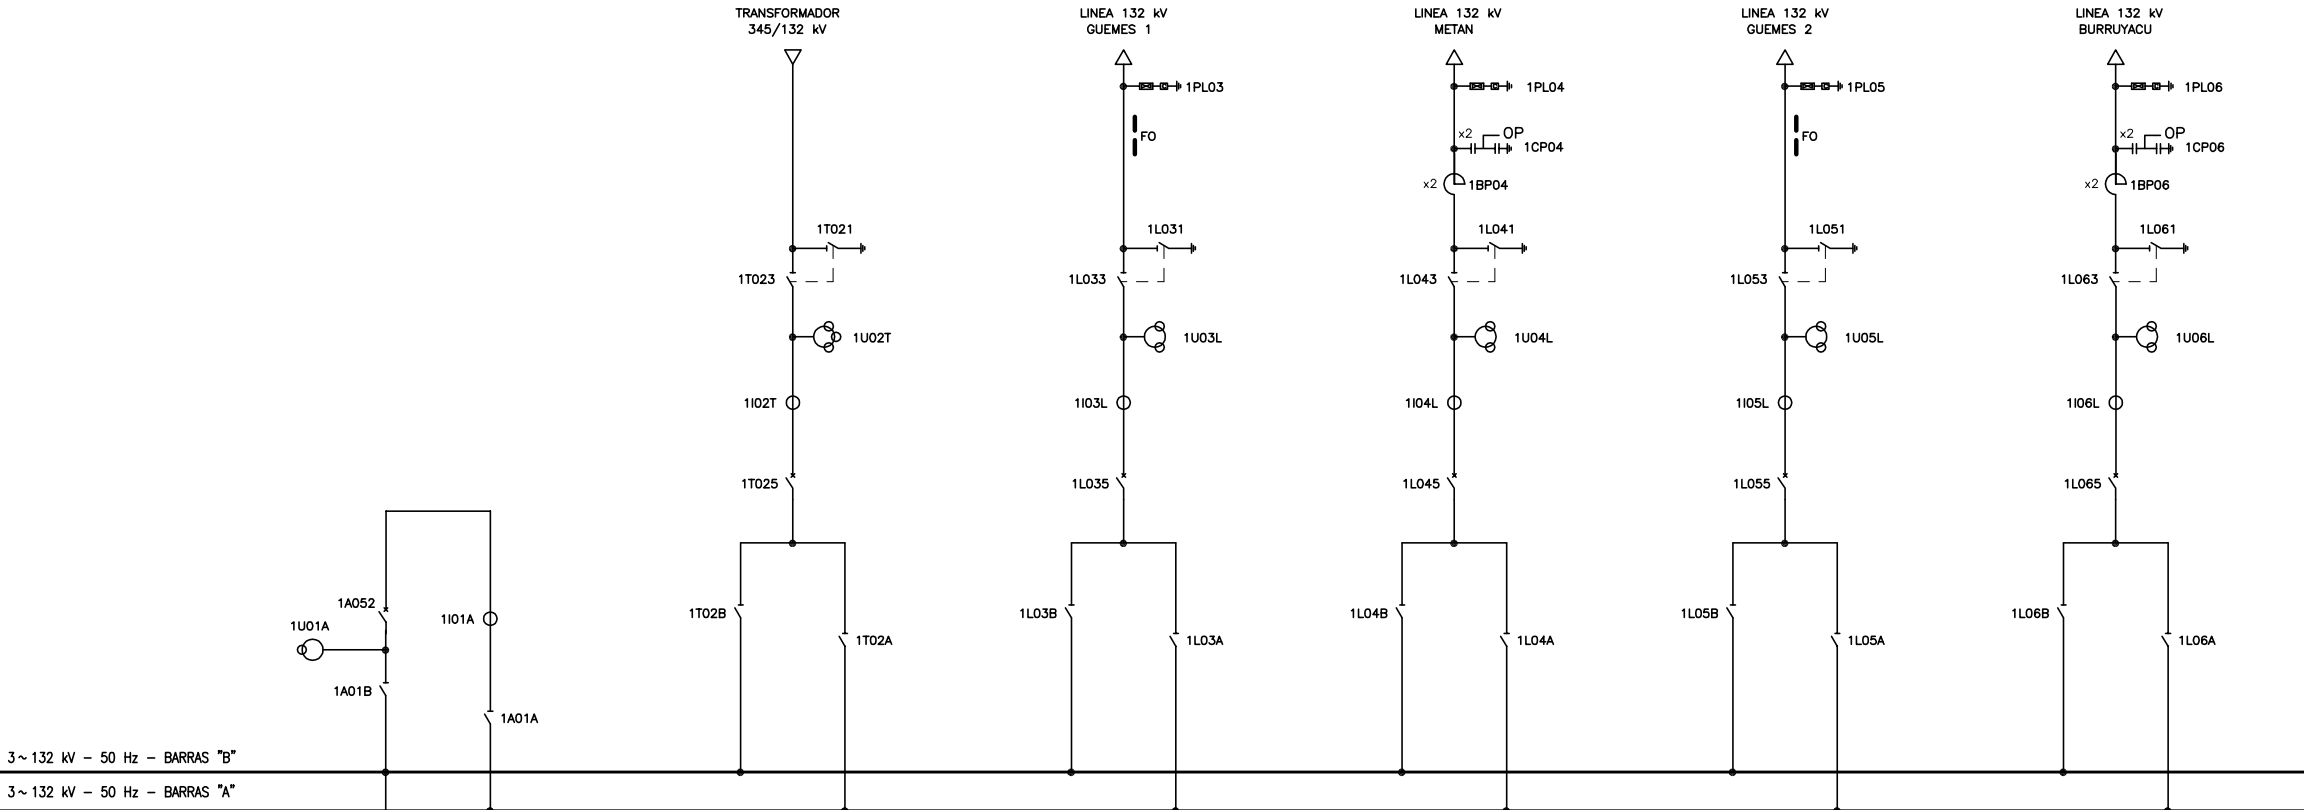 TRANSFORMADOR
345/132 kV
LINEA 132 kV
GUEMES 1
LINEA 132 kV
METAN
LINEA 132 kV
GUEMES 2
LINEA 132 kV
BURRUYACU
1PL03
1PL04
1PL05
1PL06
FO
x2 OP
1CP04
FO
x2 OP
1CP06
x2 1BP04
x2 1BP06
1T021
1L031
1L041
1L051
1L061
1T023
1L033
1L043
1L053
1L063
1U02T
1U03L
1U04L
1U05L
1U06L
1I02T
1I03L
1I04L
1I05L
1I06L
1T025
1L035
1L045
1L055
1L065
1A052
1I01A
1U01A
1T02B
1T02A
1L03B
1L03A
1L04B
1L04A
1L05B
1L05A
1L06B
1L06A
1A01B
1A01A
3~132 kV - 50 Hz - BARRAS "B"
3~132 kV - 50 Hz - BARRAS "A"